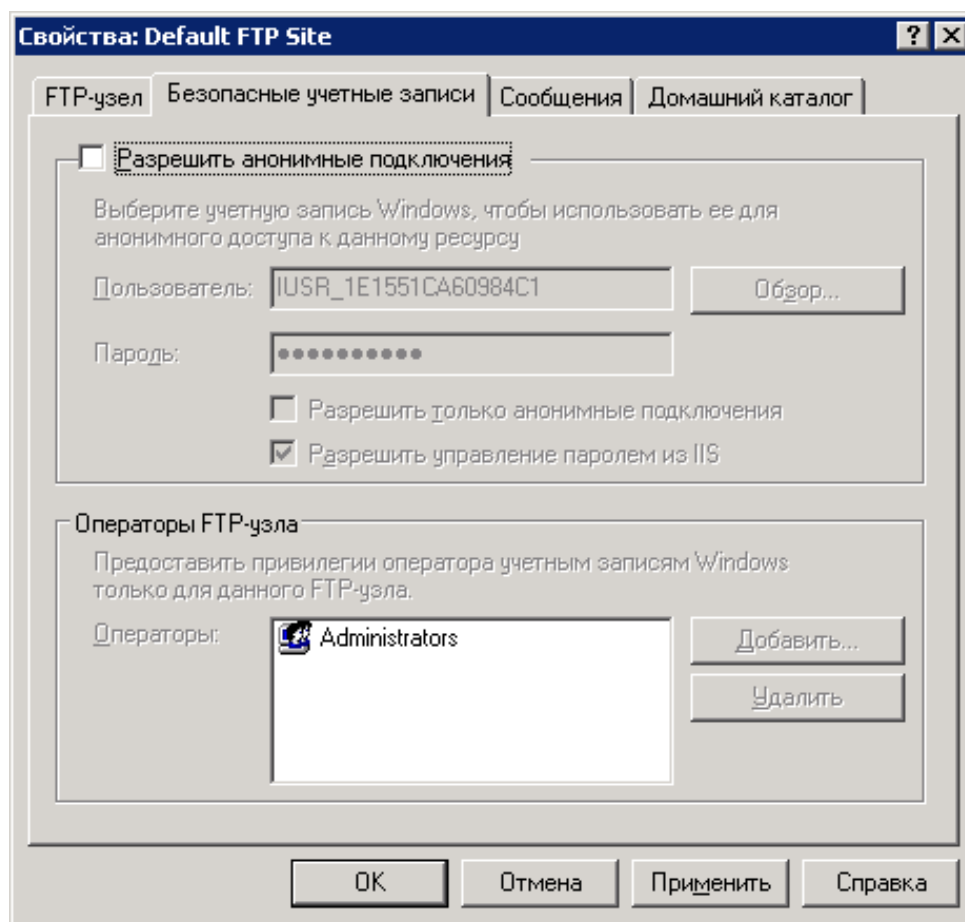 Свойства: Default FTP Site
FTP-узел Безопасные учетные записи Сообщения Домашний каталог
Разрешить анонимные подключения
Выберите учетную запись Windows, чтобы использовать ее для
анонимного доступа к данному ресурсу
Пользователь: IUSR_1E1551CA60984C1 Обзор...
Пароль: ●●●●●●●●●●
Разрешить только анонимные подключения
Разрешить управление паролем из IIS
Операторы FTP-узла
Предоставить привилегии оператора учетным записям Windows
только для данного FTP-узла.
Операторы: Administrators Добавить...
Удалить
OK Отмена Применить Справка